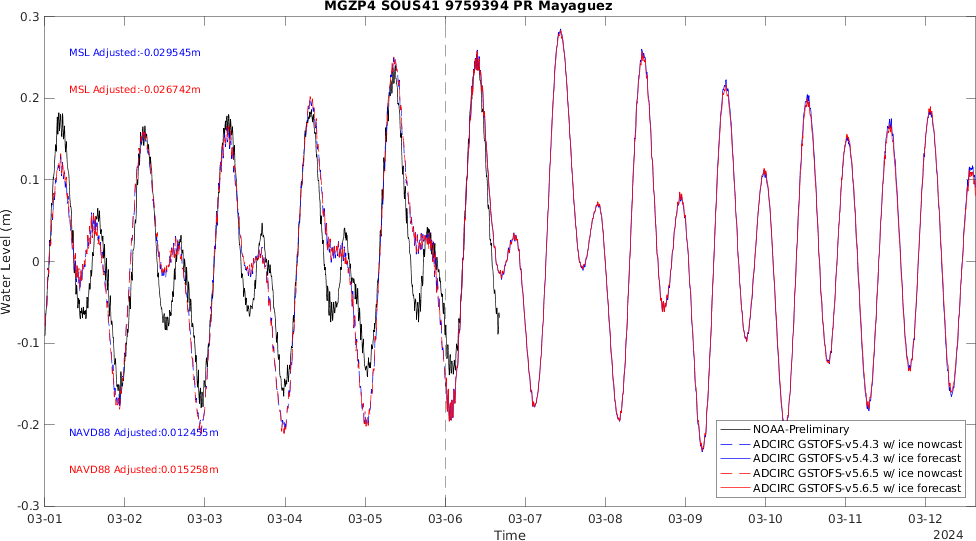 MGZP4 SOUS41 9759394 PR Mayaguez
0.3
MSL Adjusted:-0.029545m
0.2
MSL Adjusted:-0.026742m
0.1
Water Level (m)
0
-0.1
-0.2
NAVD88 Adjusted:0.012455m
NAVD88 Adjusted:0.015258m
-0.3
NOAA-Preliminary
ADCIRC GSTOFS-v5.4.3 w/ ice nowcast
ADCIRC GSTOFS-v5.4.3 w/ ice forecast
ADCIRC GSTOFS-v5.6.5 w/ ice nowcast
ADCIRC GSTOFS-v5.6.5 w/ ice forecast
03-01 03-02 03-03 03-04 03-05 03-06 03-07 03-08 03-09 03-10 03-11 03-12
Time
2024